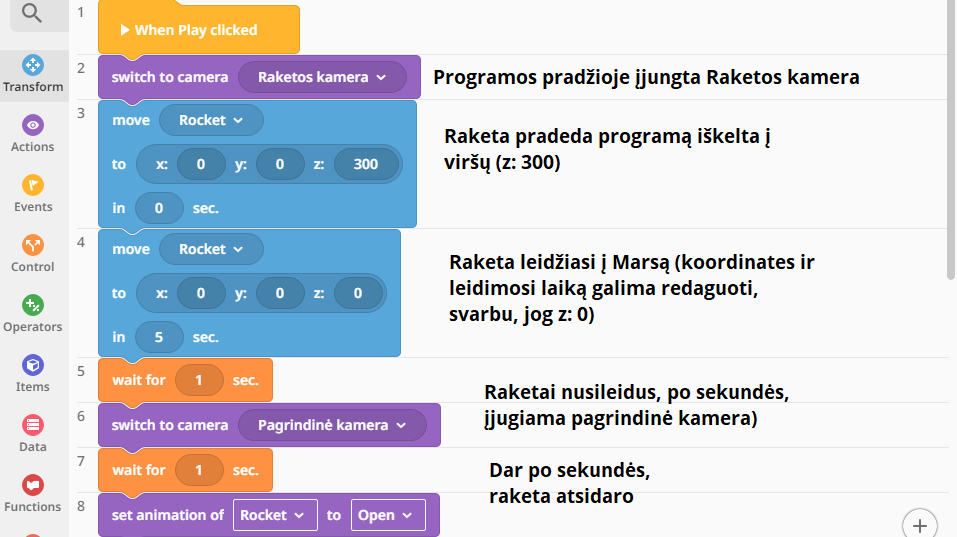 1
When Play clicked
2
switch to camera Raketos kamera
Programos pradžioje įjungta Raketos kamera
Transform
3
move Rocket
to x: 0 y: 0 z: 300
in 0 sec.
Raketa pradeda programą iškelta į
viršų (z: 300)
Actions
Events
4
move Rocket
to x: 0 y: 0 z: 0
in 5 sec.
Raketa leidžiasi į Marsą (koordinates ir
leidimosi laiką galima redaguoti,
svarbu, jog z: 0)
Control
Operators
5
wait for 1 sec.
Raketai nusileidus, po sekundės,
įjugiama pagrindinė kamera)
Items
6
switch to camera Pagrindinė kamera
Data
7
wait for 1 sec.
Dar po sekundės,
raketa atsidaro
Functions
8
set animation of Rocket to Open